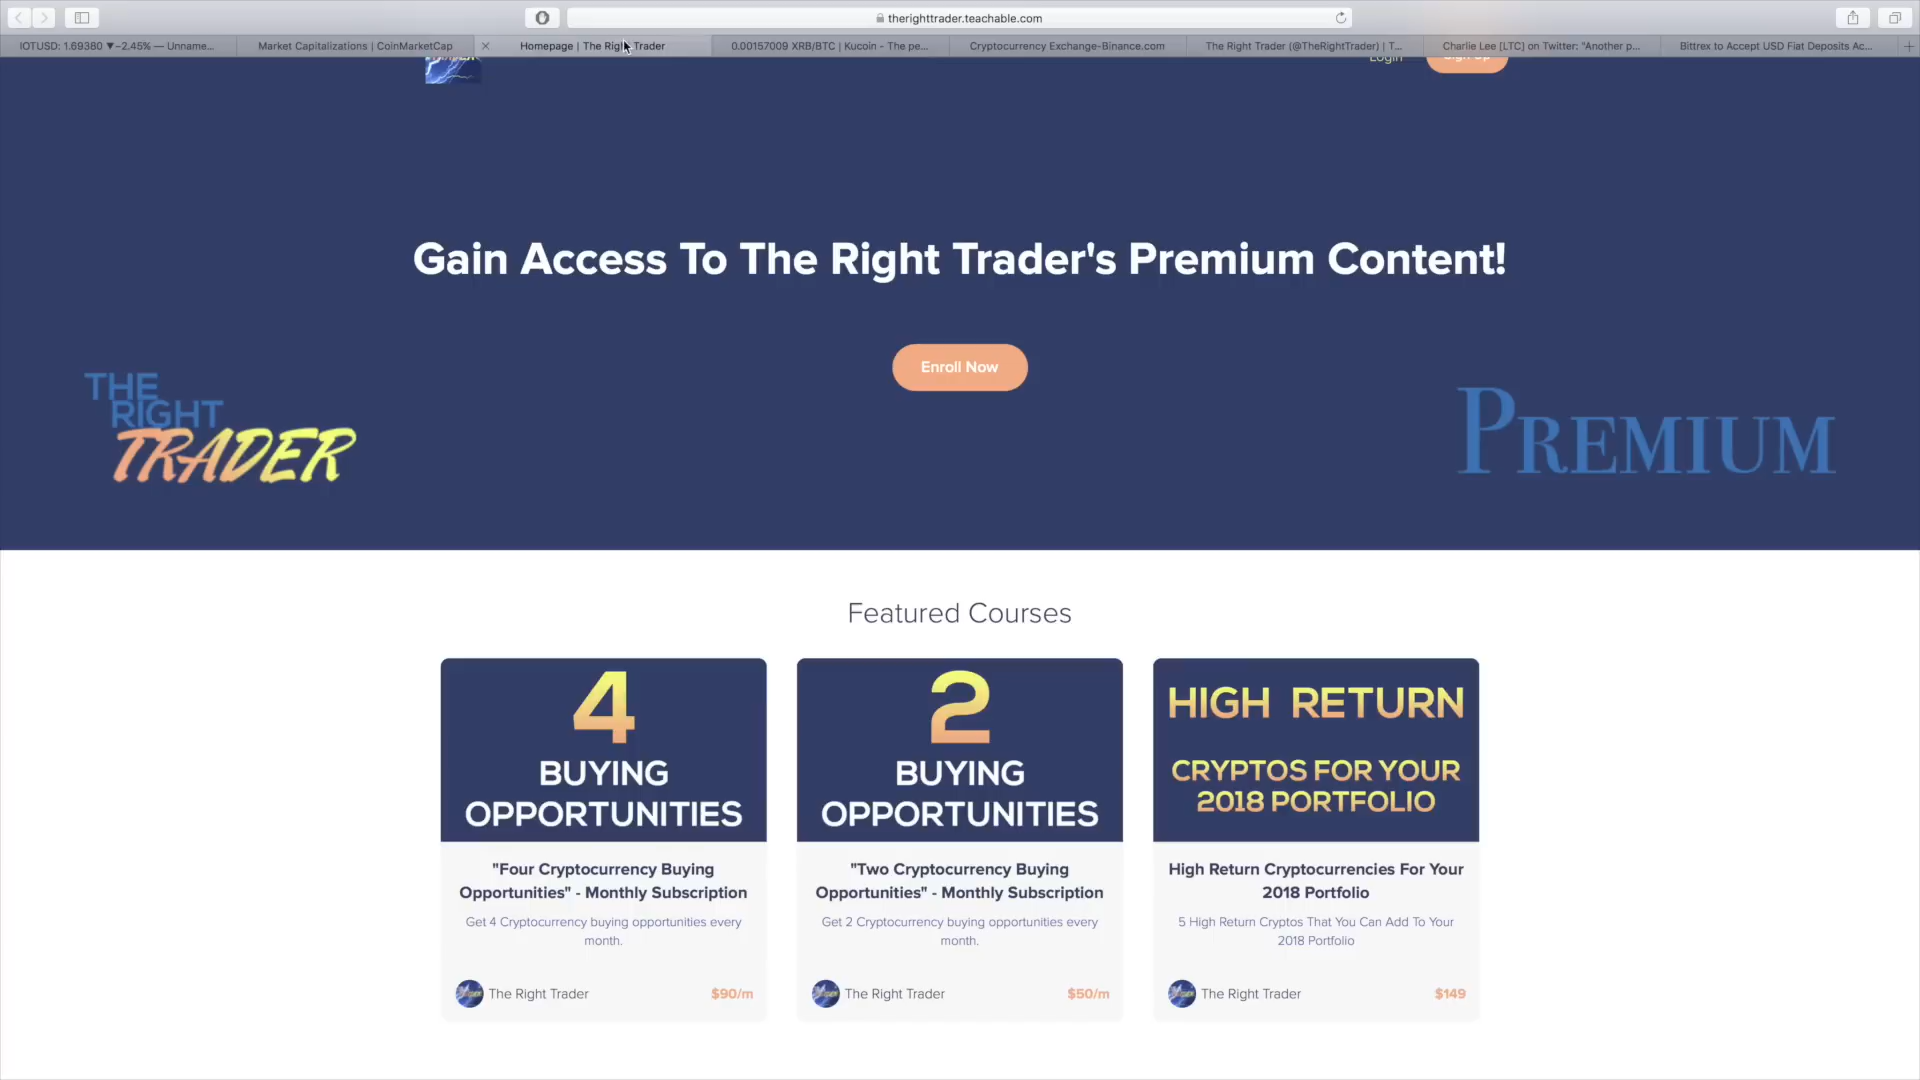 therighttrader.teachable.com
IOTUSD: 1.69380 ▼−2.45% — Unname...
Market Capitalizations | CoinMarketCap
Homepage | The Right Trader
0.00157009 XRB/BTC | Kucoin - The pe...
Cryptocurrency Exchange-Binance.com
The Right Trader (@TheRightTrader) | T...
Charlie Lee [LTC] on Twitter: "Another p...
Bittrex to Accept USD Fiat Deposits Ac...
Login
Sign Up
Gain Access To The Right Trader's Premium Content!
Enroll Now
THE
RIGHT
TRADER
PREMIUM
Featured Courses
4
BUYING
OPPORTUNITIES
"Four Cryptocurrency Buying
Opportunities" - Monthly Subscription
Get 4 Cryptocurrency buying opportunities every
month.
The Right Trader
$90/m
2
BUYING
OPPORTUNITIES
"Two Cryptocurrency Buying
Opportunities" - Monthly Subscription
Get 2 Cryptocurrency buying opportunities every
month.
The Right Trader
$50/m
HIGH RETURN
CRYPTOS FOR YOUR
2018 PORTFOLIO
High Return Cryptocurrencies For Your
2018 Portfolio
5 High Return Cryptos That You Can Add To Your
2018 Portfolio
The Right Trader
$149